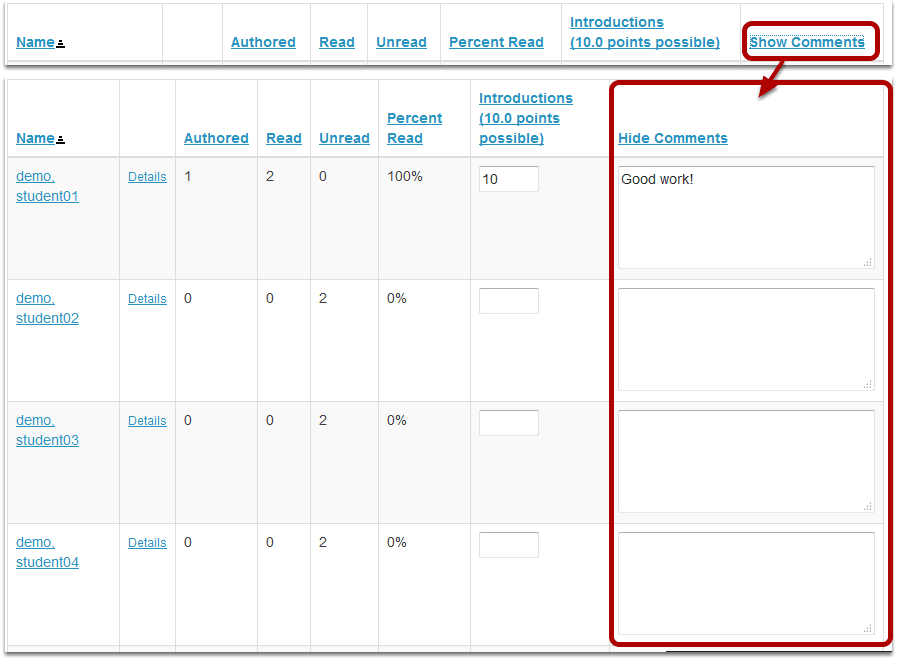 Introductions
Name Authored Read Unread Percent Read (10.0 points possible) Show Comments
Introductions
Percent (10.0 points
Name Authored Read Unread Read possible) Hide Comments
demo, Details 1 2 0 100% 10 Good work!
student01
demo, Details 0 0 2 0%
student02
demo, Details 0 0 2 0%
student03
demo, Details 0 0 2 0%
student04